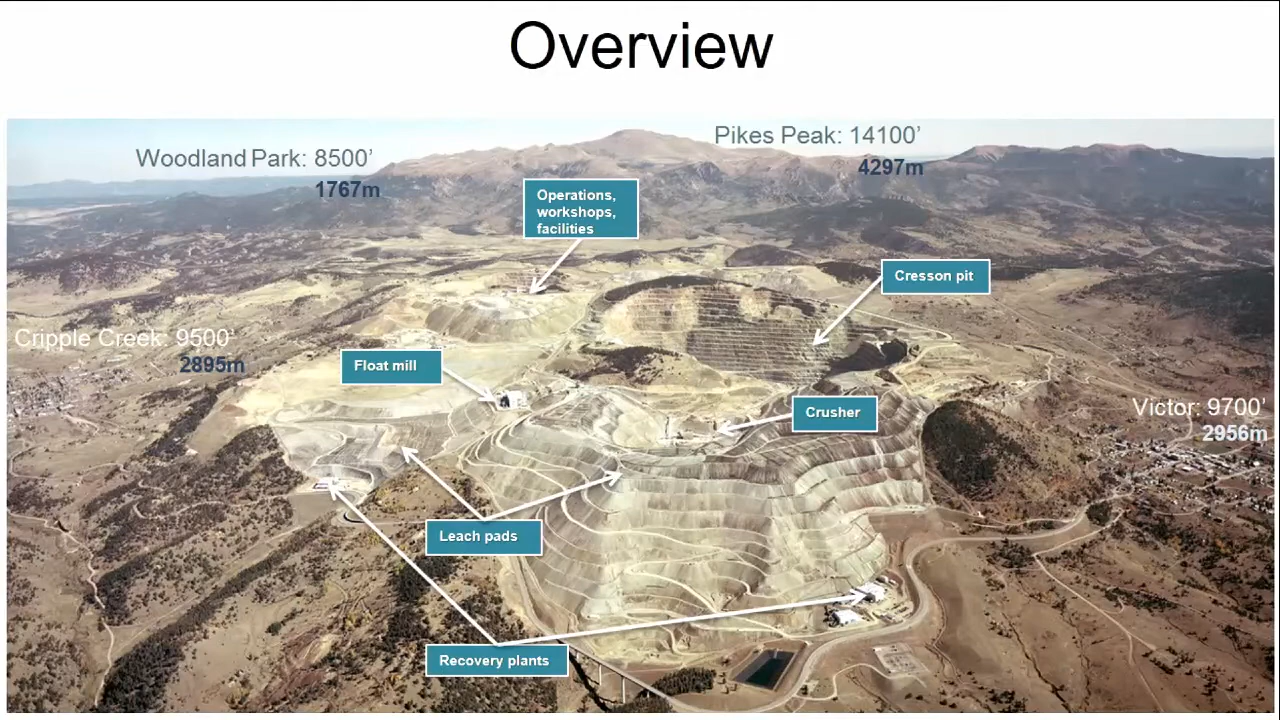 Overview
Woodland Park: 8500’
1767m
Pikes Peak: 14100’
4297m
Operations,
workshops,
facilities
Cresson pit
Cripple Creek: 9500’
2895m
Float mill
Crusher
Victor: 9700’
2956m
Leach pads
Recovery plants